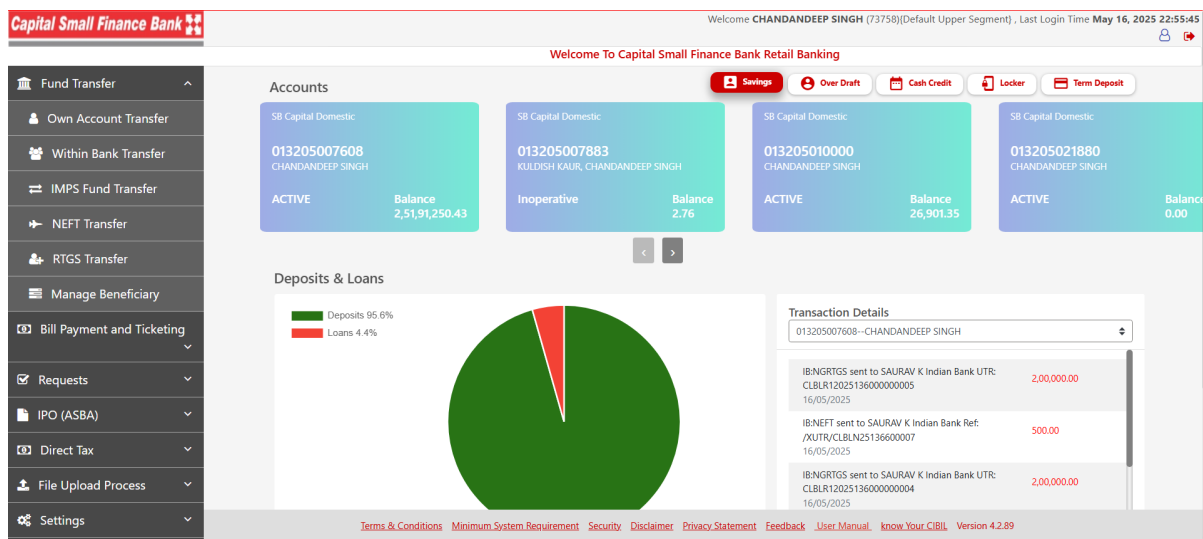 Capital Small Finance Bank
Welcome CHANDANDEEP SINGH (73758)(Default Upper Segment) , Last Login Time May 16, 2025 22:55:45
Welcome To Capital Small Finance Bank Retail Banking
Fund Transfer
Own Account Transfer
Within Bank Transfer
IMPS Fund Transfer
NEFT Transfer
RTGS Transfer
Manage Beneficiary
Bill Payment and Ticketing
Requests
IPO (ASBA)
Direct Tax
File Upload Process
Settings
Accounts
Savings
Over Draft
Cash Credit
Locker
Term Deposit
SB Capital Domestic
013205007608
CHANDANDEEP SINGH
ACTIVE
Balance
2,51,91,250.43
SB Capital Domestic
013205007883
KULDISH KAUR, CHANDANDEEP SINGH
Inoperative
Balance
2.76
SB Capital Domestic
013205010000
CHANDANDEEP SINGH
ACTIVE
Balance
26,901.35
SB Capital Domestic
013205021880
CHANDANDEEP SINGH
ACTIVE
Balance
0.00
Deposits & Loans
Deposits 95.6%
Loans 4.4%
Transaction Details
013205007608--CHANDANDEEP SINGH
IB:NGRTGS sent to SAURAV K Indian Bank UTR:
CLBLR12025136000000005
2,00,000.00
16/05/2025
IB:NEFT sent to SAURAV K Indian Bank Ref:
/XUTR/CLBLN25136600007
500.00
16/05/2025
IB:NGRTGS sent to SAURAV K Indian Bank UTR:
CLBLR12025136000000004
2,00,000.00
16/05/2025
Terms & Conditions Minimum System Requirement Security Disclaimer Privacy Statement Feedback User Manual know Your CIBIL Version 4.2.89